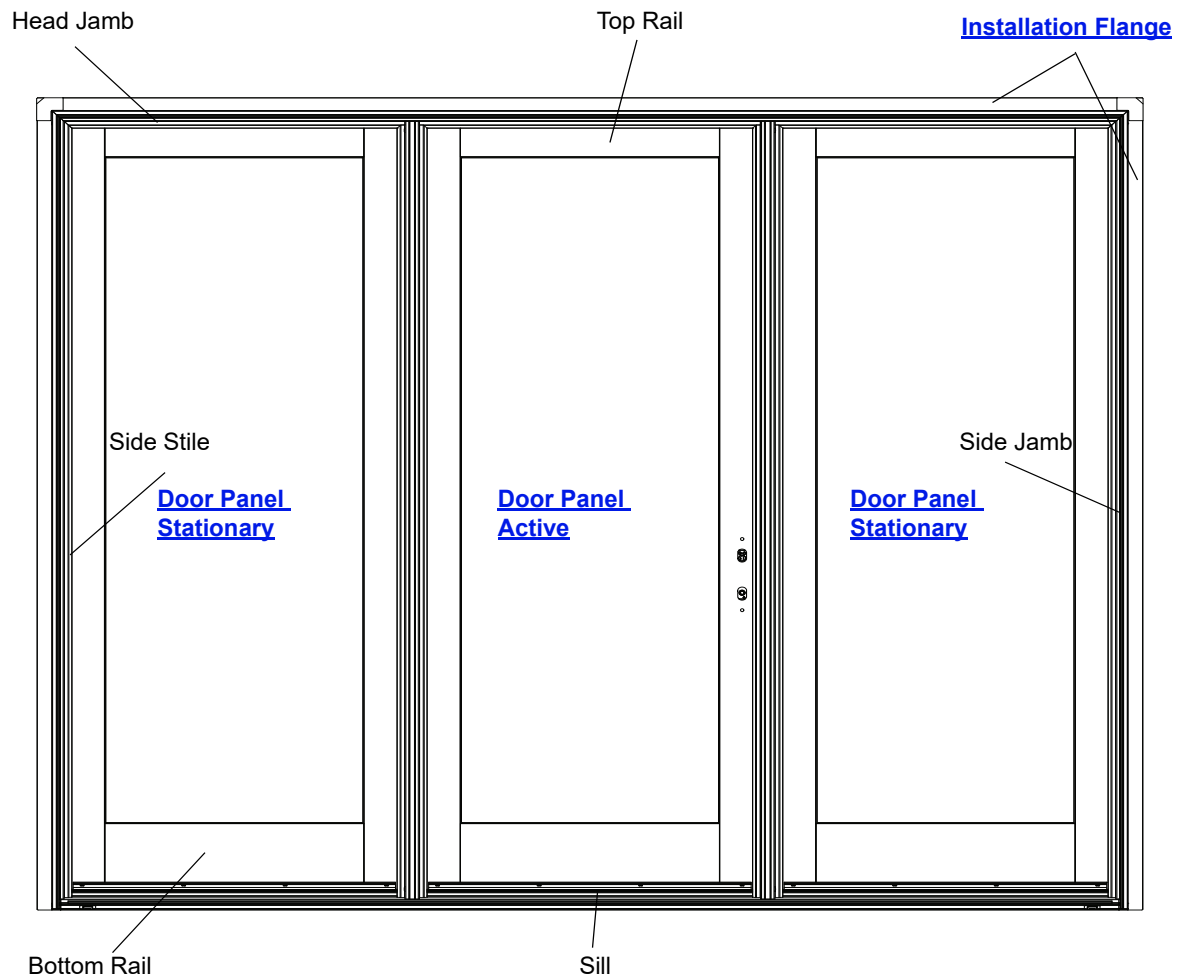 Head Jamb
Top Rail
Installation Flange
Side Stile
Side Jamb
Door Panel
Stationary
Door Panel
Active
Door Panel
Stationary
Bottom Rail
Sill